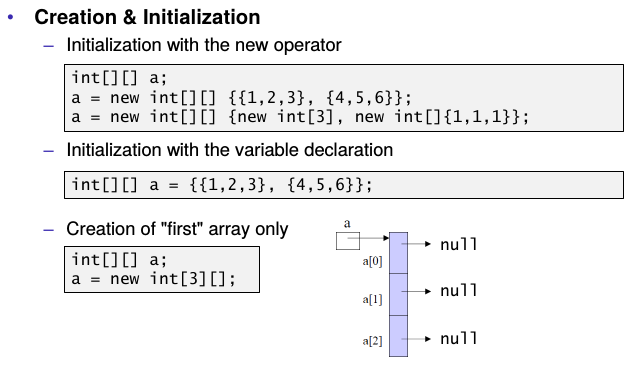 • Creation & Initialization
– Initialization with the new operator
int[][] a;
a = new int[][] {{1,2,3}, {4,5,6}};
a = new int[][] {new int[3], new int[]{1,1,1}};
– Initialization with the variable declaration
int[][] a = {{1,2,3}, {4,5,6}};
– Creation of "first" array only
int[][] a;
a = new int[3][];
a
null
a[0]
null
a[1]
null
a[2]